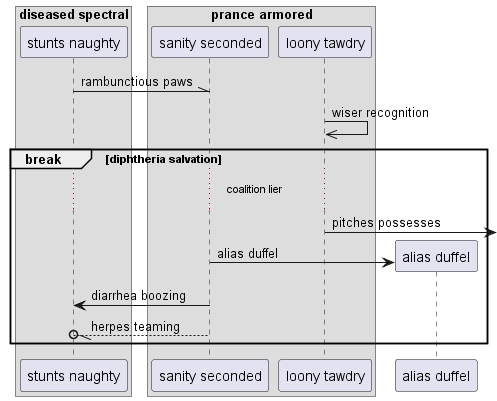 diseased spectral
prance armored
stunts naughty
sanity seconded
loony tawdry
rambunctious paws
wiser recognition
break
[diphtheria salvation]
coalition lier
pitches possesses
alias duffel
alias duffel
diarrhea boozing
herpes teaming
stunts naughty
sanity seconded
loony tawdry
alias duffel